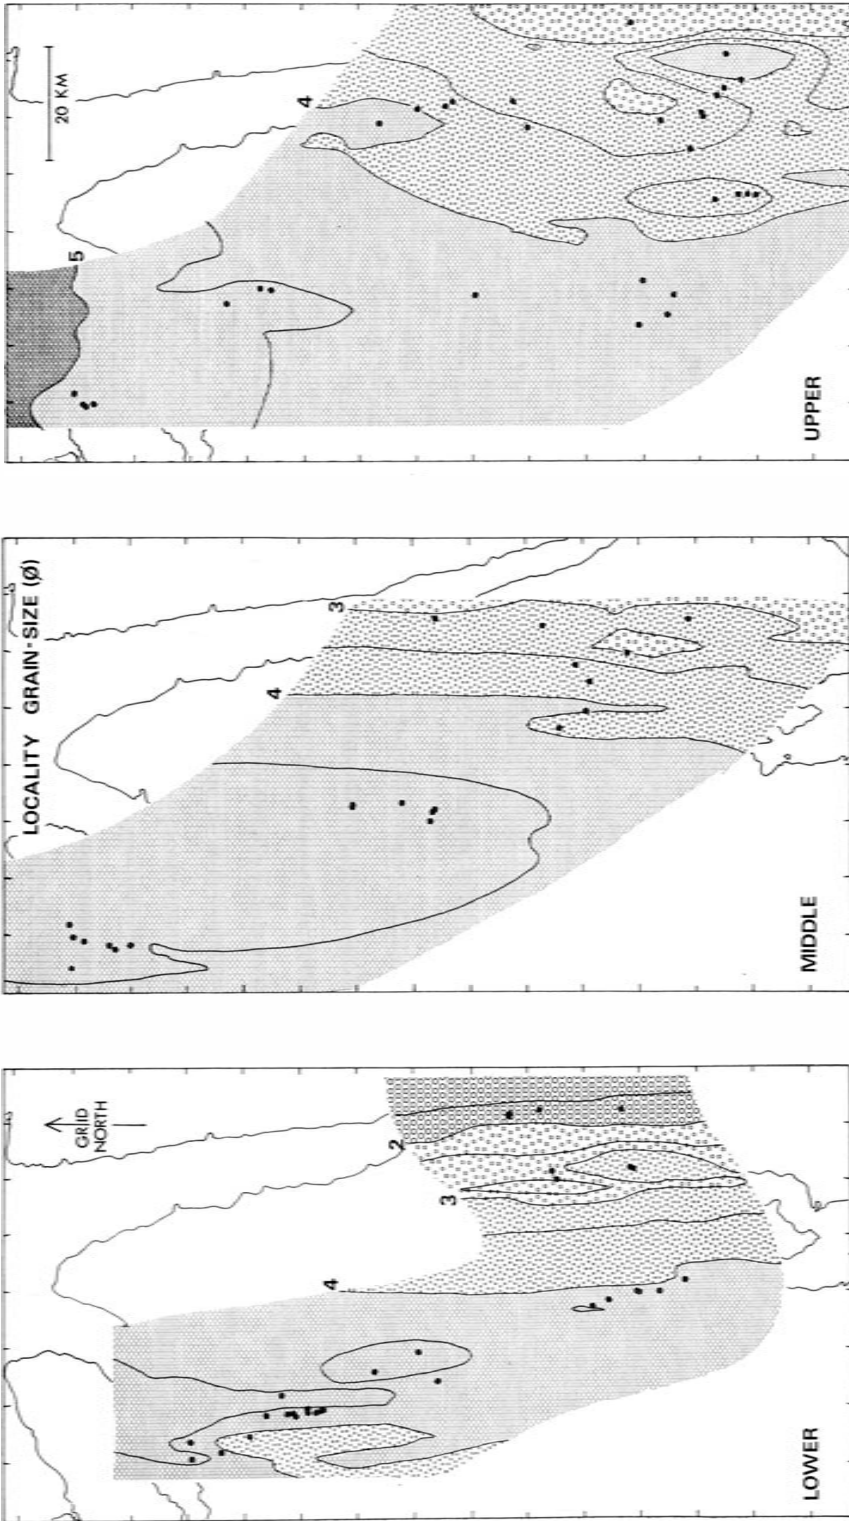 20 KM
4
5
UPPER
LOCALITY GRAIN-SIZE (Ø)
3
4
MIDDLE
GRID
NORTH
2
3
4
LOWER